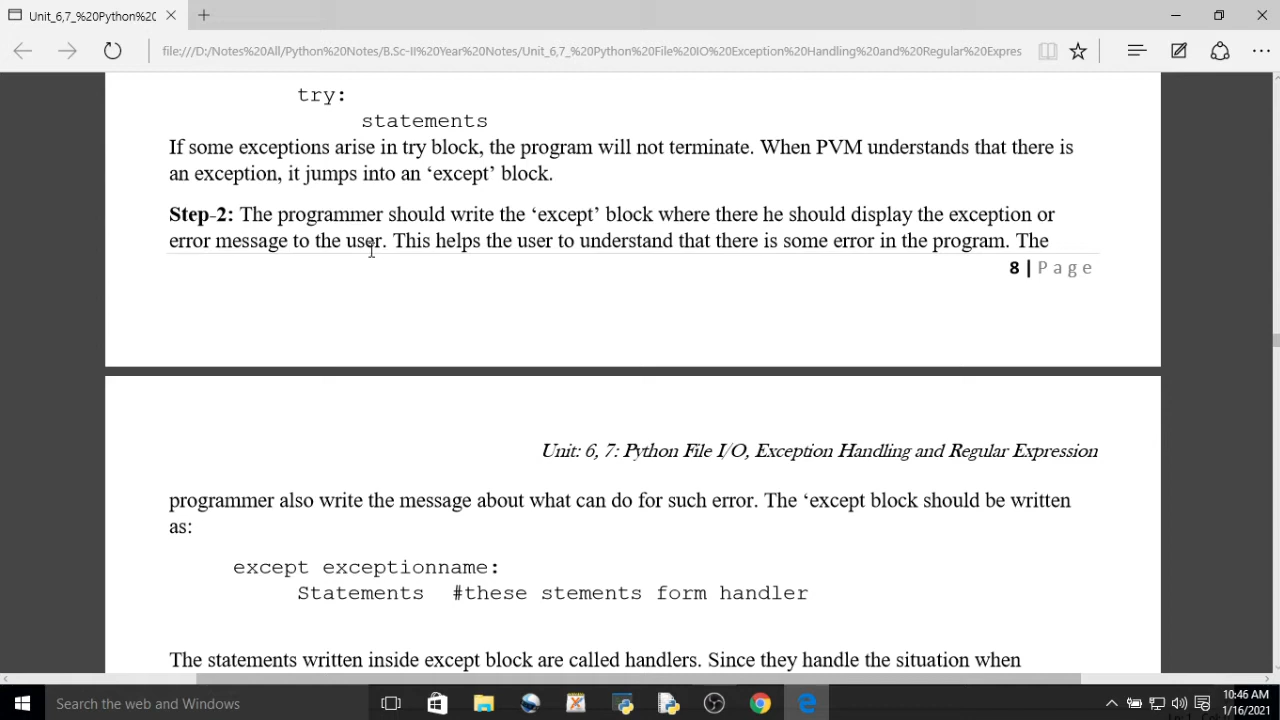 Unit_6,7_%20Python%20
file:///D:/Notes%20All/Python%20Notes/B.Sc-II%20Year%20Notes/Unit_6,7_%20Python%20File%20IO%20Exception%20Handling%20and%20Regular%20Expres
try:
statements
If some exceptions arise in try block, the program will not terminate. When PVM understands that there is
an exception, it jumps into an ‘except’ block.
Step-2: The programmer should write the ‘except’ block where there he should display the exception or
error message to the user. This helps the user to understand that there is some error in the program. The
8 | Page
Unit: 6, 7: Python File I/O, Exception Handling and Regular Expression
programmer also write the message about what can do for such error. The ‘except block should be written
as:
except exceptionname:
Statements #these stements form handler
The statements written inside except block are called handlers. Since they handle the situation when
Search the web and Windows
10:46 AM
1/16/2021